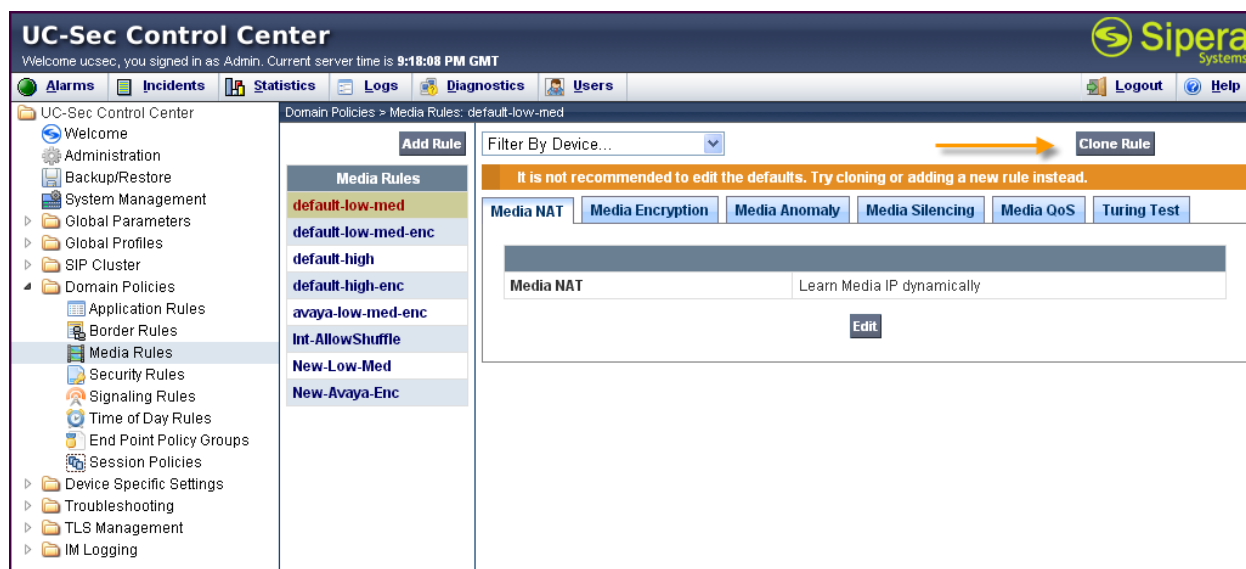 UC-Sec Control Center
Welcome ucsec, you signed in as Admin. Current server time is 9:18:08 PM GMT
Sipera
Systems
Alarms Incidents Statistics Logs Diagnostics Users Logout Help
UC-Sec Control Center
Welcome
Administration
Backup/Restore
System Management
Global Parameters
Global Profiles
SIP Cluster
Domain Policies
Application Rules
Border Rules
Media Rules
Security Rules
Signaling Rules
Time of Day Rules
End Point Policy Groups
Session Policies
Device Specific Settings
Troubleshooting
TLS Management
IM Logging
Domain Policies > Media Rules: default-low-med
Add Rule
Media Rules
default-low-med
default-low-med-enc
default-high
default-high-enc
avaya-low-med-enc
Int-AllowShuffle
New-Low-Med
New-Avaya-Enc
Filter By Device...
Clone Rule
It is not recommended to edit the defaults. Try cloning or adding a new rule instead.
Media NAT Media Encryption Media Anomaly Media Silencing Media QoS Turing Test
Media NAT Learn Media IP dynamically
Edit